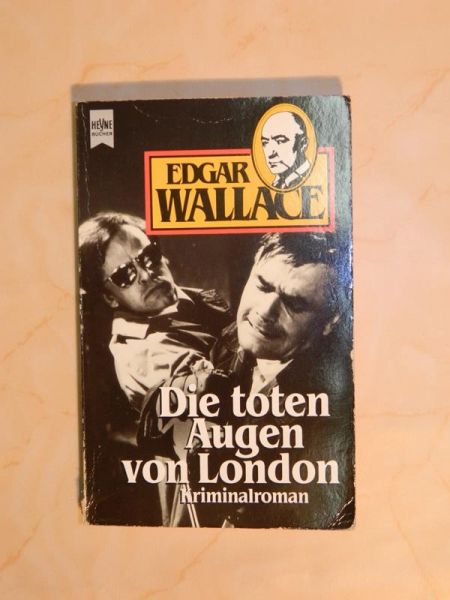 HEYNE
BÜCHER
EDGAR
WALLACE
Die toten
Augen
von London
Kriminalroman